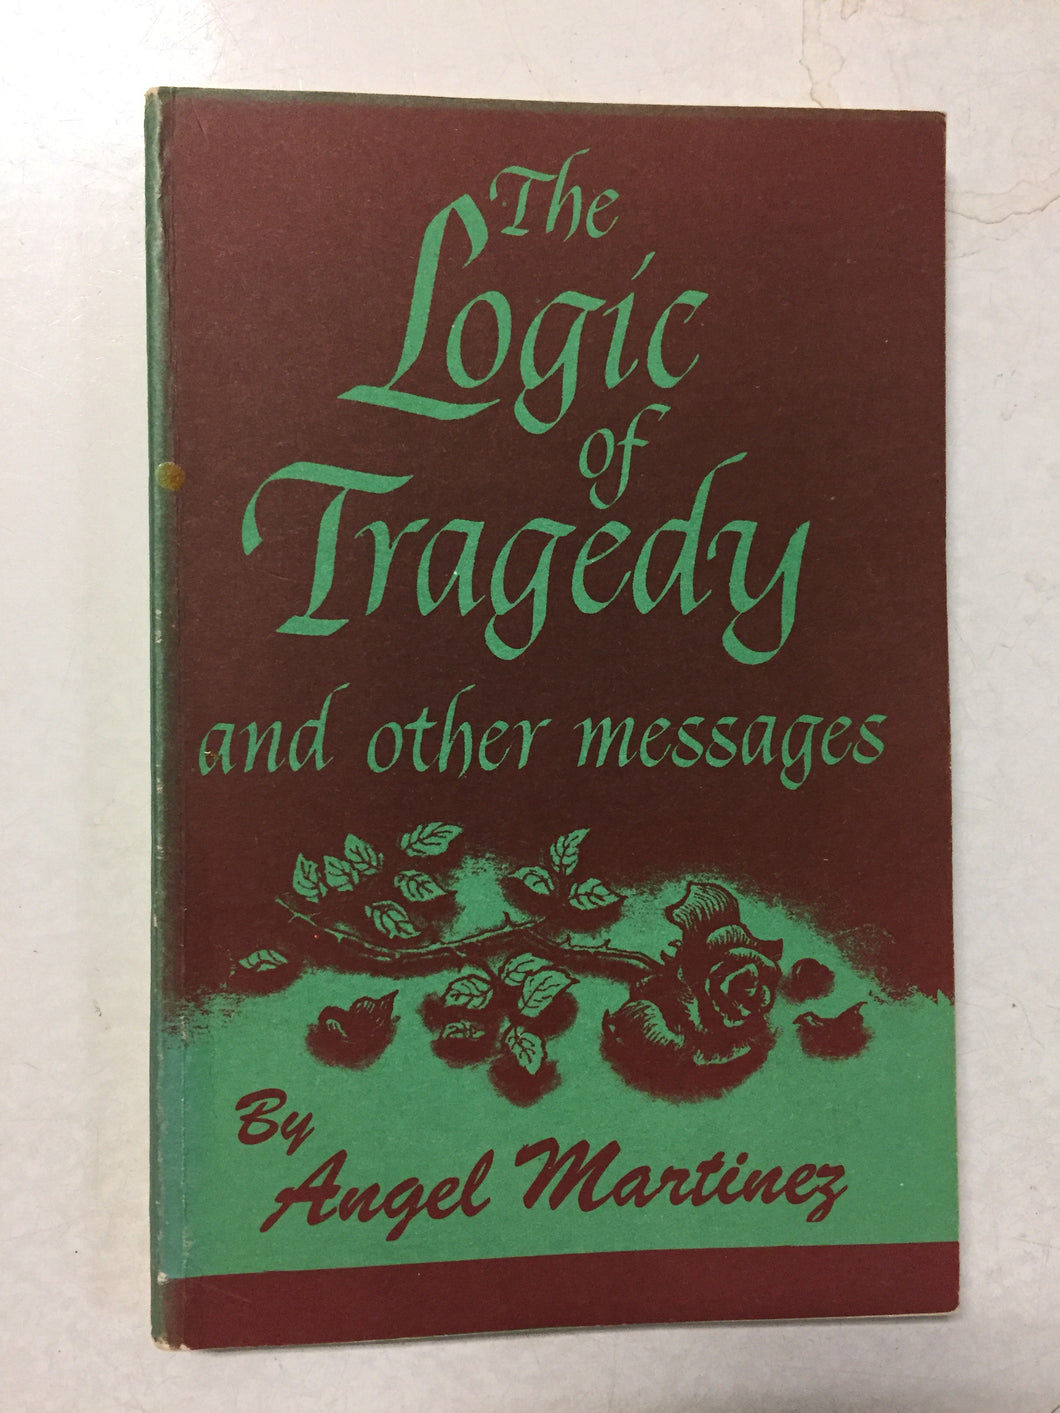 The
Logic
of
Tragedy
and other messages
By
Angel Martinez